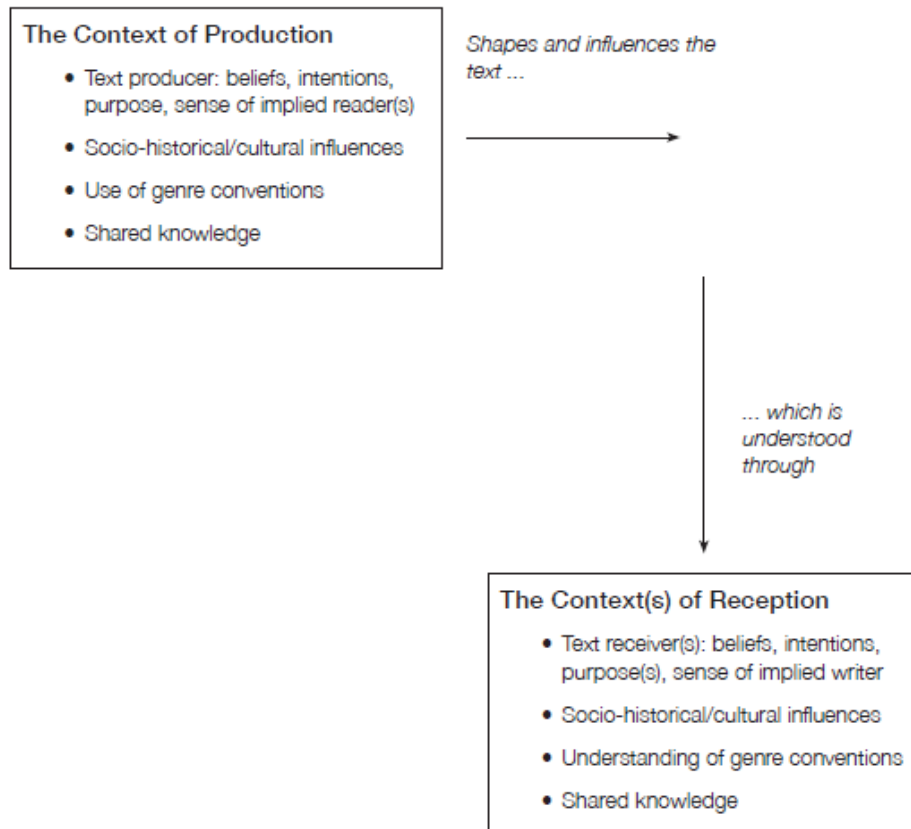 The Context of Production
• Text producer: beliefs, intentions,
purpose, sense of implied reader(s)
• Socio-historical/cultural influences
• Use of genre conventions
• Shared knowledge
Shapes and influences the
text ...
... which is
understood
through
The Context(s) of Reception
• Text receiver(s): beliefs, intentions,
purpose(s), sense of implied writer
• Socio-historical/cultural influences
• Understanding of genre conventions
• Shared knowledge